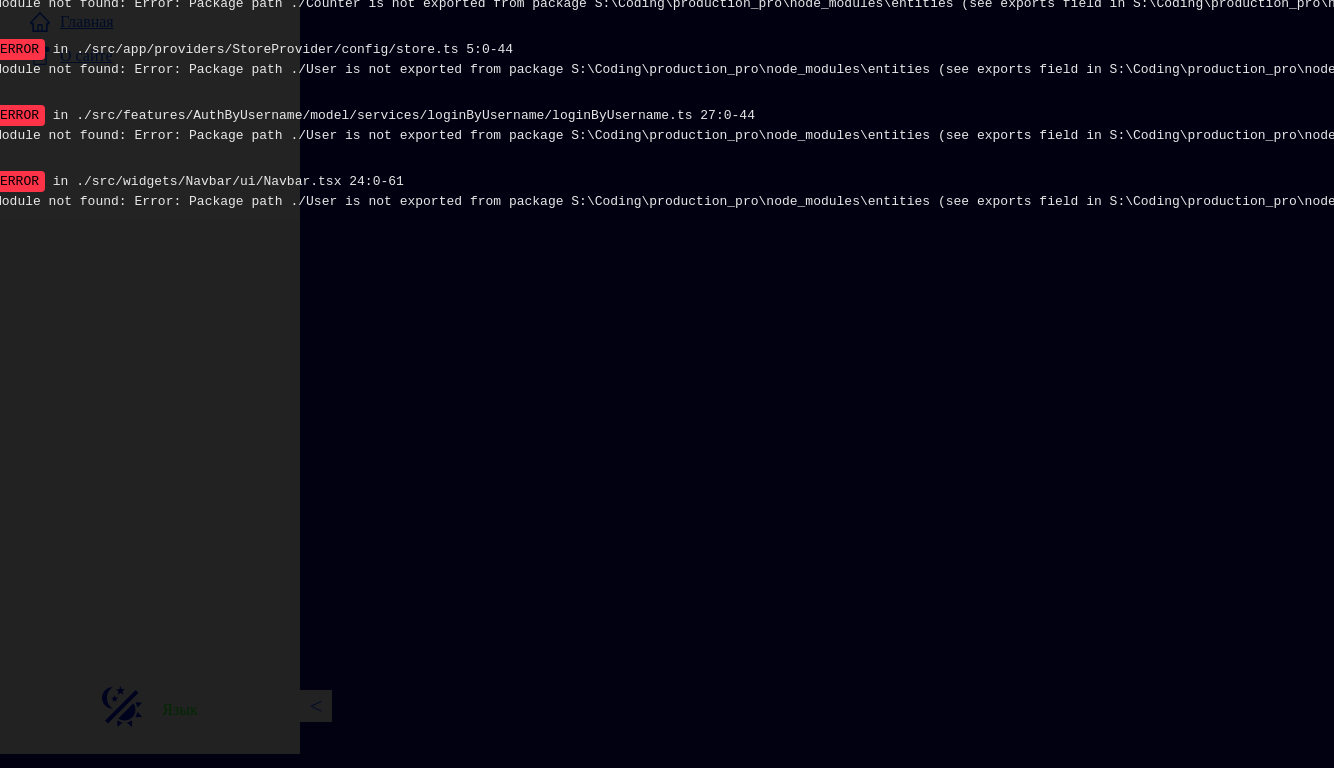 Module not found: Error: Package path ./Counter is not exported from package S:\Coding\production_pro\node_modules\entities (see exports field in S:\Coding\production_pro\n
Главная
ERROR in ./src/app/providers/StoreProvider/config/store.ts 5:0-44
О сайте
Module not found: Error: Package path ./User is not exported from package S:\Coding\production_pro\node_modules\entities (see exports field in S:\Coding\production_pro\node
ERROR in ./src/features/AuthByUsername/model/services/loginByUsername/loginByUsername.ts 27:0-44
Module not found: Error: Package path ./User is not exported from package S:\Coding\production_pro\node_modules\entities (see exports field in S:\Coding\production_pro\node
ERROR in ./src/widgets/Navbar/ui/Navbar.tsx 24:0-61
Module not found: Error: Package path ./User is not exported from package S:\Coding\production_pro\node_modules\entities (see exports field in S:\Coding\production_pro\node
Язык
<